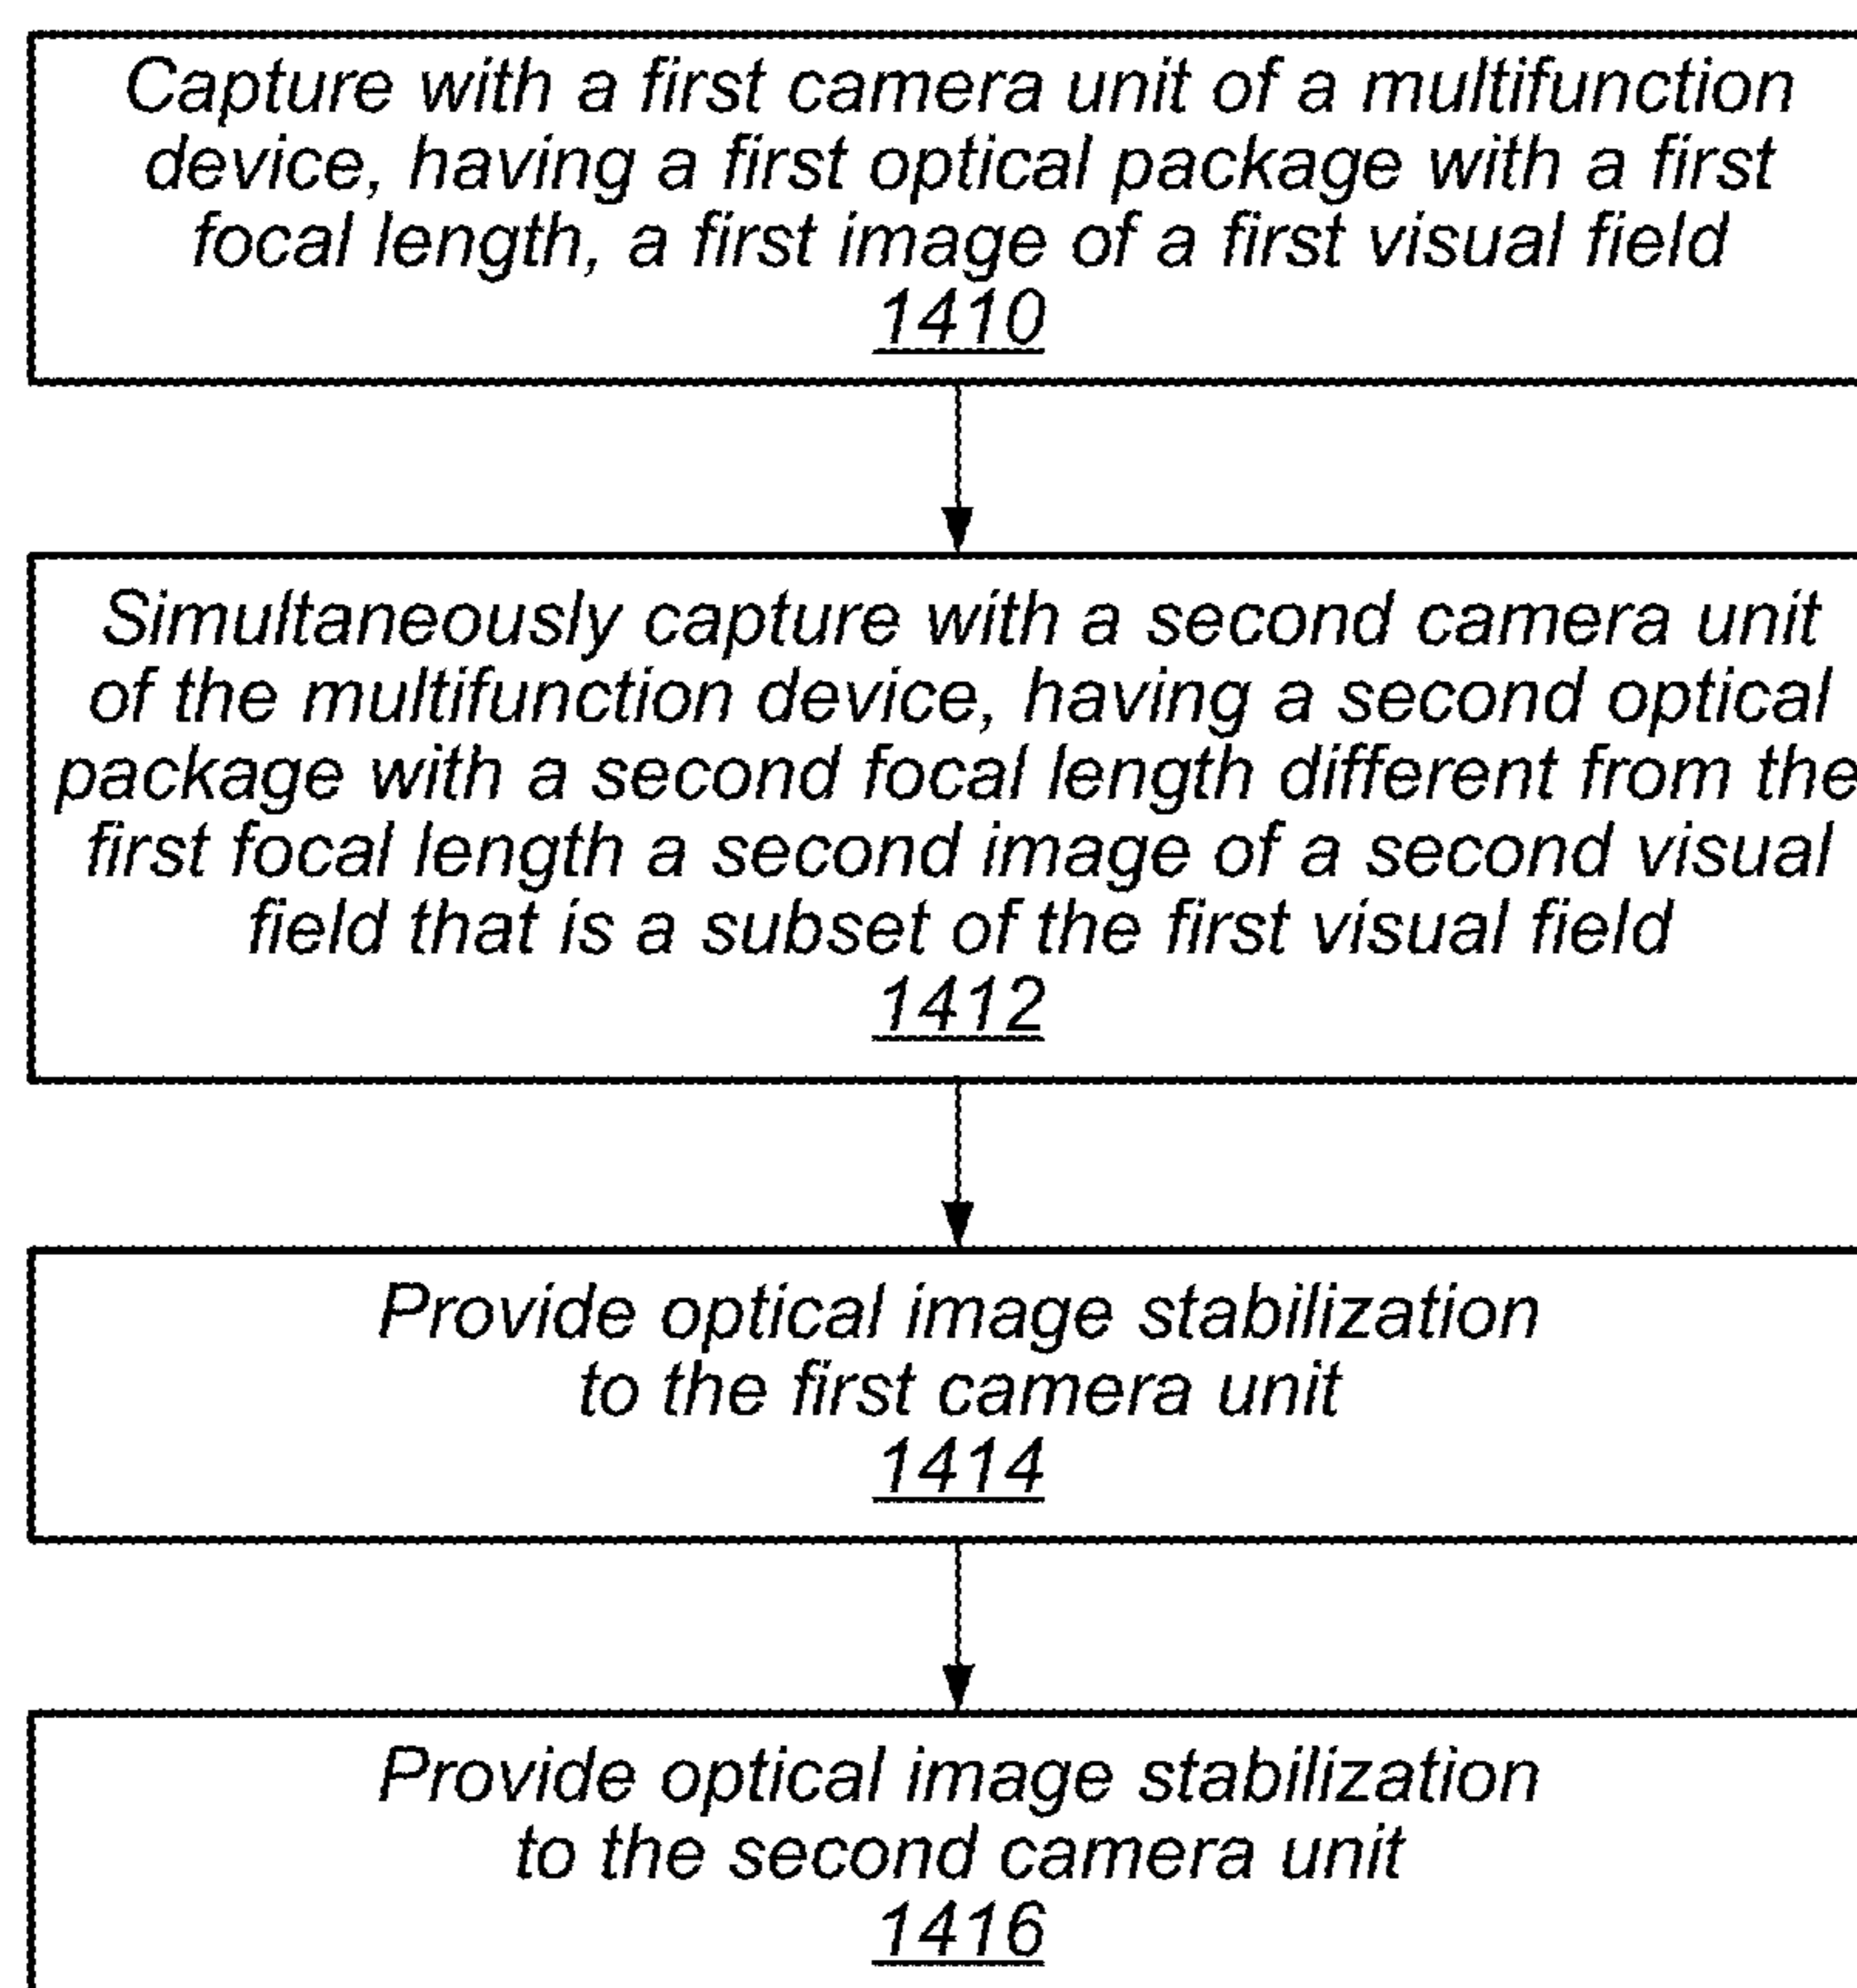 Capture with a first camera unit of a multifunction
device, having a first optical package with a first
focal length, a first image of a first visual field
1410
Simultaneously capture with a second camera unit
of the multifunction device, having a second optical
package with a second focal length different from the
first focal length a second image of a second visual
field that is a subset of the first visual field
1412
Provide optical image stabilization
to the first camera unit
1414
Provide optical image stabilization
to the second camera unit
1416